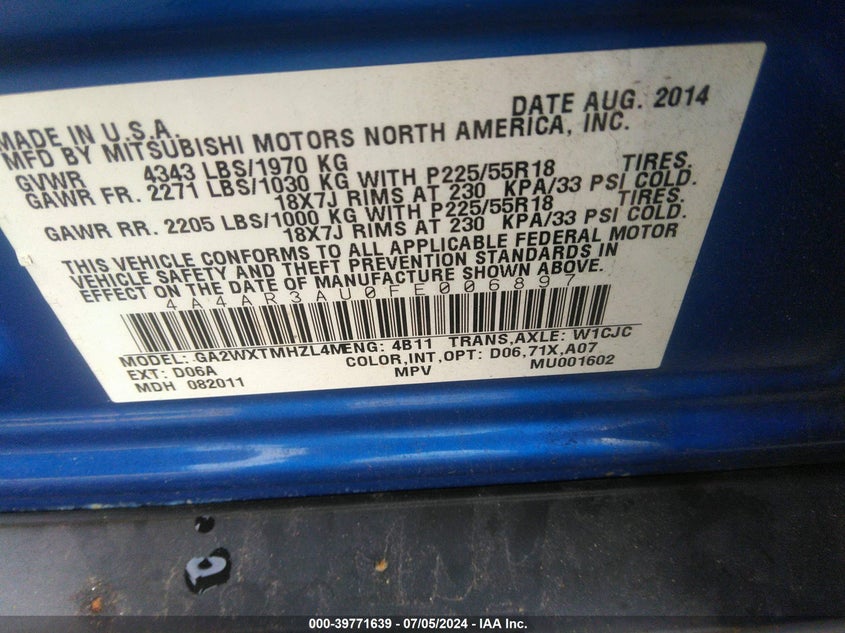 DATE AUG. 2014
MADE IN U.S.A.
MFD BY MITSUBISHI MOTORS NORTH AMERICA, INC.
GVWR 4343 LBS/1970 KG
GAWR FR. 2271 LBS/1030 KG WITH P225/55R18 TIRES.
18X7J RIMS AT 230 KPA/33 PSI COLD.
GAWR RR. 2205 LBS/1000 KG WITH P225/55R18 TIRES.
18X7J RIMS AT 230 KPA/33 PSI COLD.
THIS VEHICLE CONFORMS TO ALL APPLICABLE FEDERAL MOTOR
VEHICLE SAFETY AND THEFT PREVENTION STANDARDS IN
EFFECT ON THE DATE OF MANUFACTURE SHOWN ABOVE.
4A4AR3AU0FE006897
MODEL: GA2WXTMHZL4M ENG: 4B11 TRANS,AXLE: W1CJC
EXT: D06A COLOR,INT,OPT: D06,71X,A07
MDH 082011 MPV MU001602
000-39771639 - 07/05/2024 - IAA Inc.